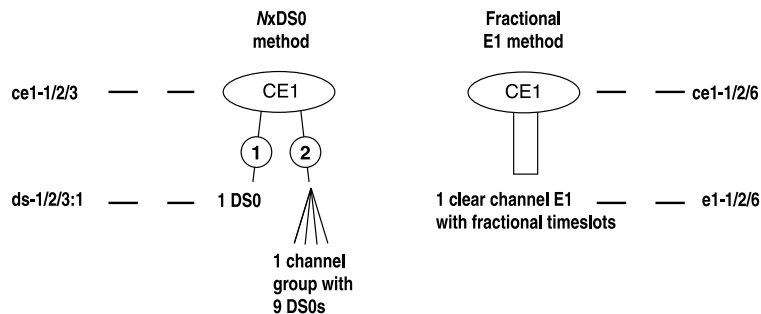 NxDS0
method
Fractional
E1 method
ce1-1/2/3
CE1
CE1
ce1-1/2/6
1
2
ds-1/2/3:1
1 DS0
1 clear channel E1
with fractional timeslots
e1-1/2/6
1 channel
group with
9 DS0s